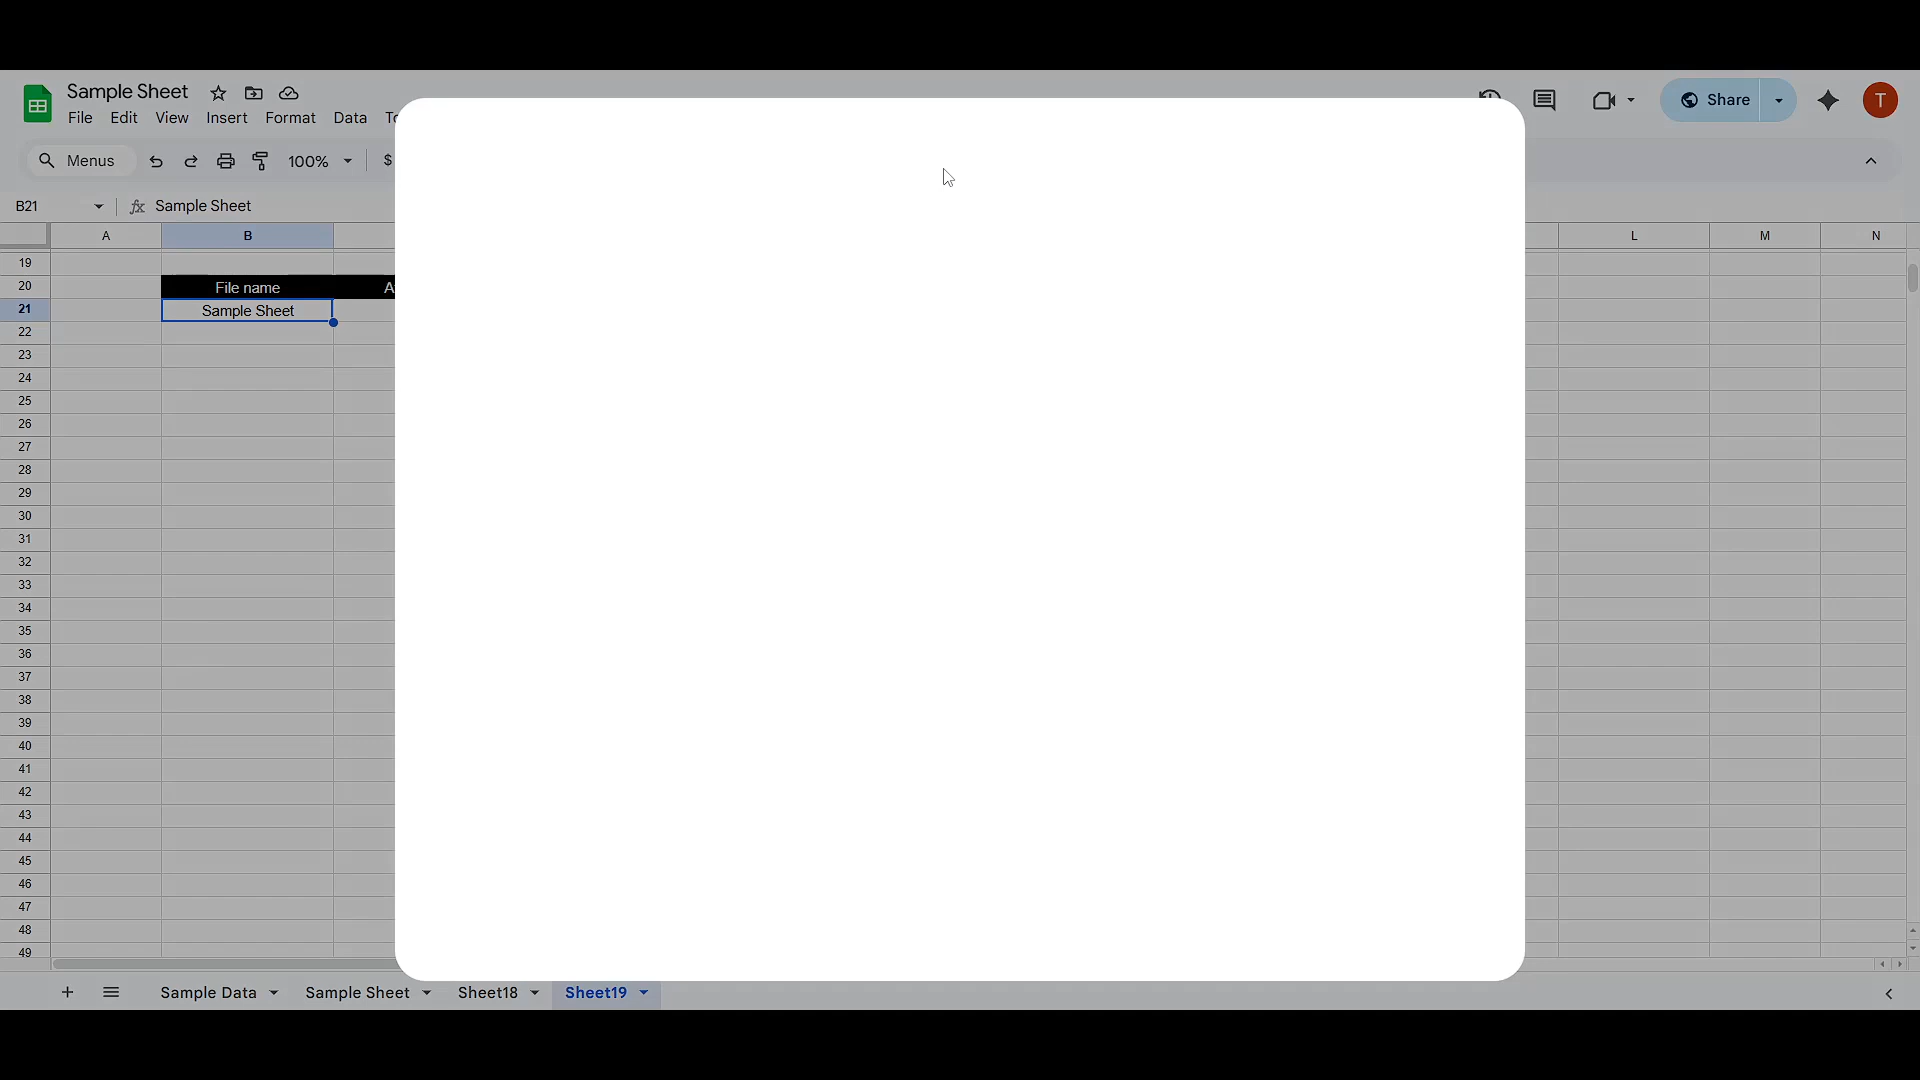 Sample Sheet
File Edit View Insert Format Data
Share
T
Menus
100%
$
B21
fx Sample Sheet
A B L M N
19
20 File name
21 Sample Sheet
22
23
24
25
26
27
28
29
30
31
32
33
34
35
36
37
38
39
40
41
42
43
44
45
46
47
48
49
+ Sample Data Sample Sheet Sheet18 Sheet19